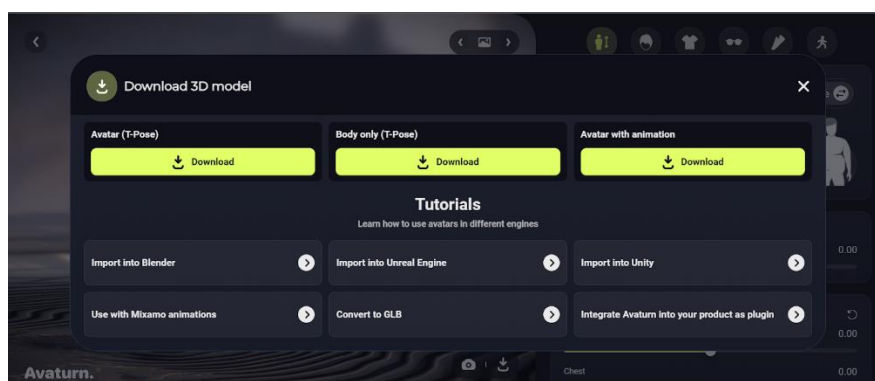 Download 3D model
Avatar (T-Pose)
Body only (T-Pose)
Avatar with animation
Download
Download
Download
Tutorials
Learn how to use avatars in different engines
Import into Blender
Import into Unreal Engine
Import into Unity
Use with Mixamo animations
Convert to GLB
Integrate Avaturn into your product as plugin
0.00
0.00
Avaturn.
Chest
0.00